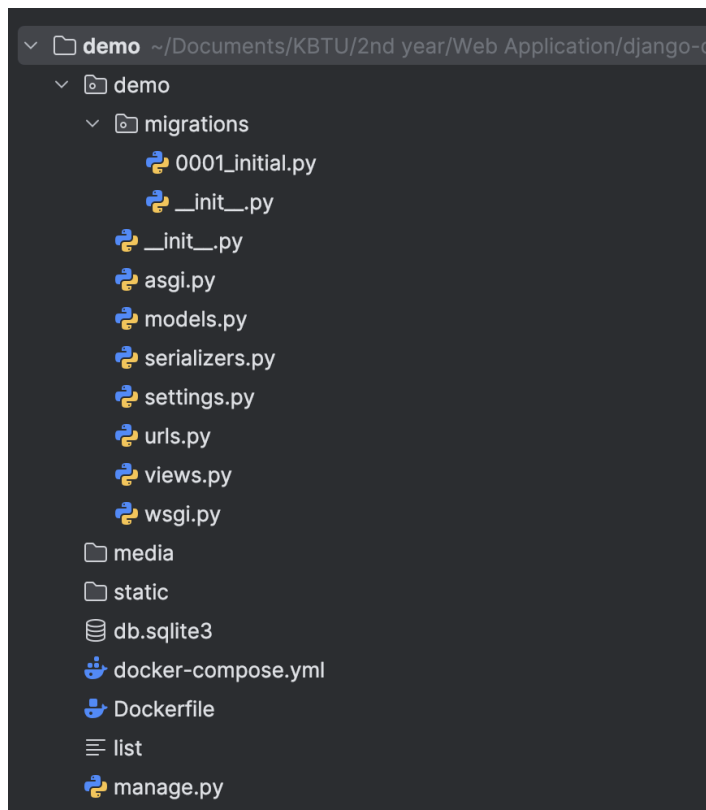 demo ~/Documents/KBTU/2nd year/Web Application/django-
demo
migrations
0001_initial.py
__init__.py
__init__.py
asgi.py
models.py
serializers.py
settings.py
urls.py
views.py
wsgi.py
media
static
db.sqlite3
docker-compose.yml
Dockerfile
list
manage.py